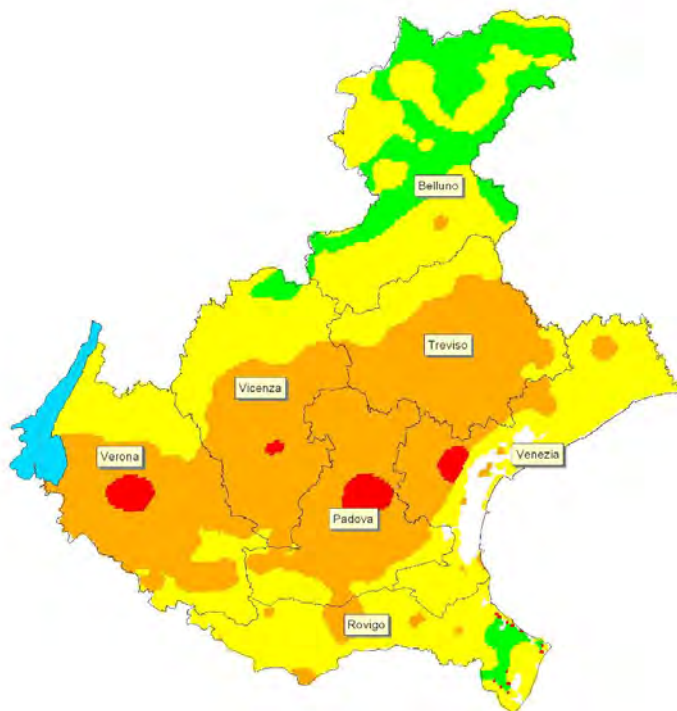 Belluno
Treviso
Vicenza
Verona
Venezia
Padova
Rovigo